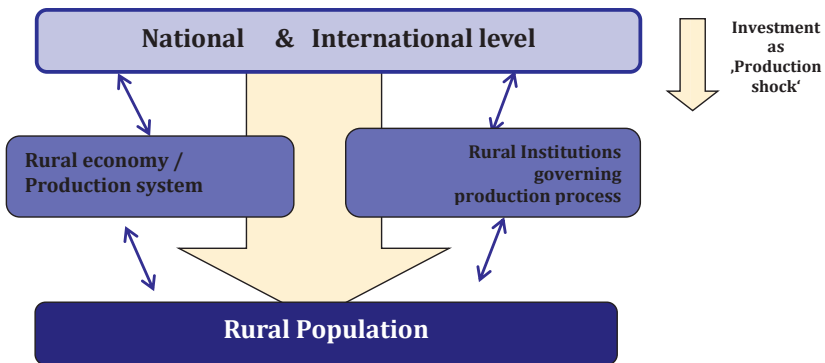 National & International level
Investment
as
‚Production
shock‘
Rural economy /
Production system
Rural Institutions
governing
production process
Rural Population